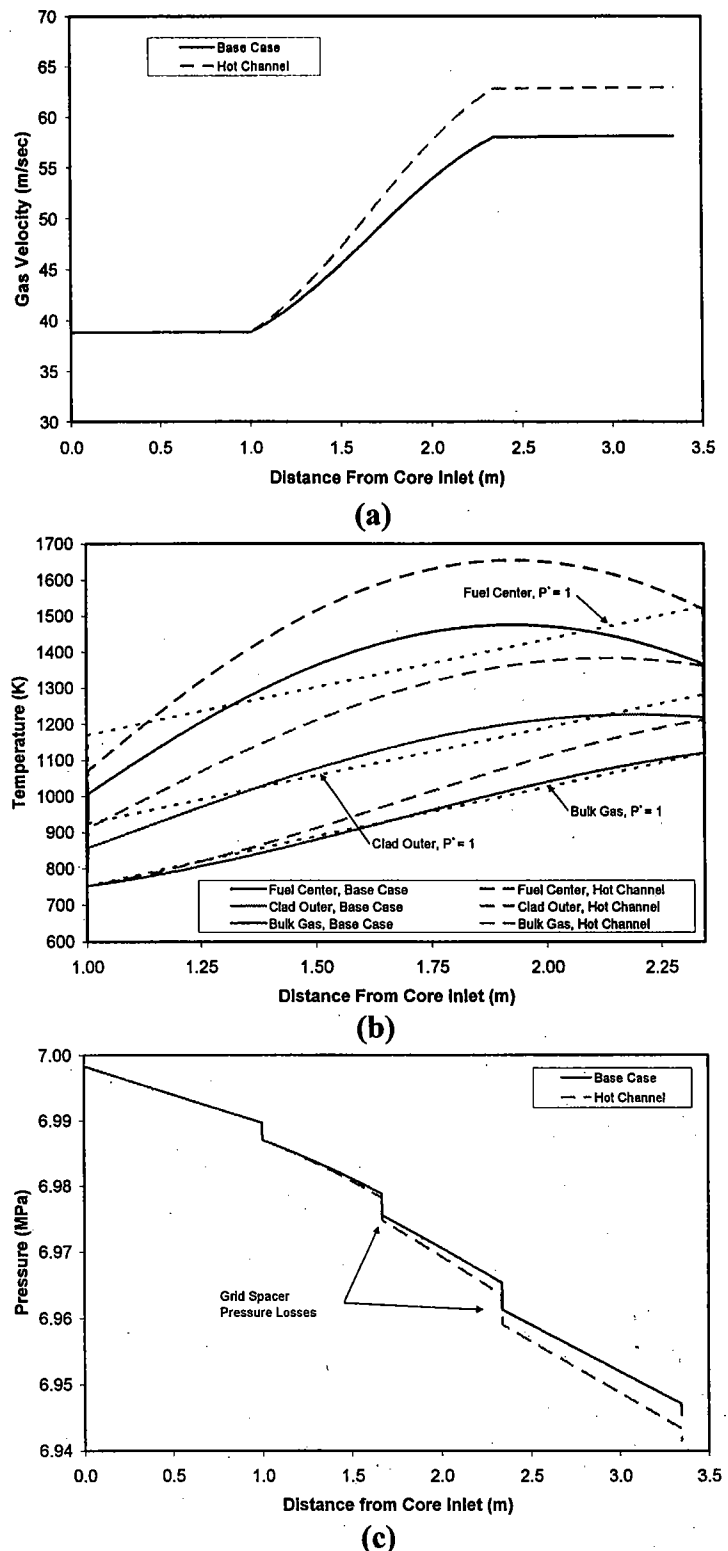 70
65
60
55
50
45
40
35
30
Gas Velocity (m/sec)
Base Case
Hot Channel
0.0 0.5 1.0 1.5 2.0 2.5 3.0 3.5
Distance From Core Inlet (m)
(a)
1700
1600
1500
1400
1300
1200
1100
1000
900
800
700
600
Temperature (K)
Fuel Center, P* = 1
Clad Outer, P* = 1
Bulk Gas, P* = 1
Fuel Center, Base Case Fuel Center, Hot Channel
Clad Outer, Base Case Clad Outer, Hot Channel
Bulk Gas, Base Case Bulk Gas, Hot Channel
1.00 1.25 1.50 1.75 2.00 2.25
Distance From Core Inlet (m)
(b)
7.00
6.99
6.98
6.97
6.96
6.95
6.94
Pressure (MPa)
Base Case
Hot Channel
Grid Spacer
Pressure Losses
0.0 0.5 1.0 1.5 2.0 2.5 3.0 3.5
Distance from Core Inlet (m)
(c)